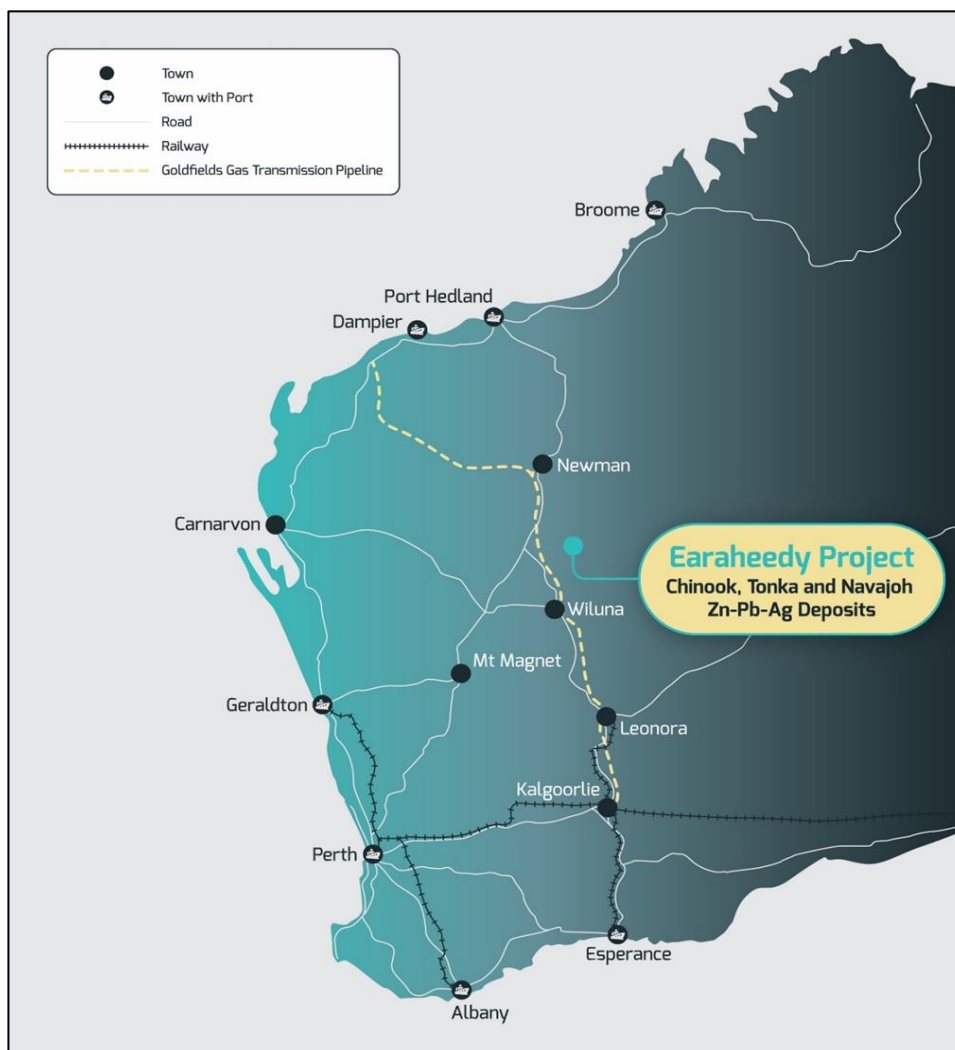 Town
Town with Port
Road
Railway
Goldfields Gas Transmission Pipeline
Broome
Port Hedland
Dampier
Newman
Carnarvon
Earaheedy Project
Chinook, Tonka and Navajoh
Zn-Pb-Ag Deposits
Wiluna
Mt Magnet
Geraldton
Leonora
Kalgoorlie
Perth
Esperance
Albany